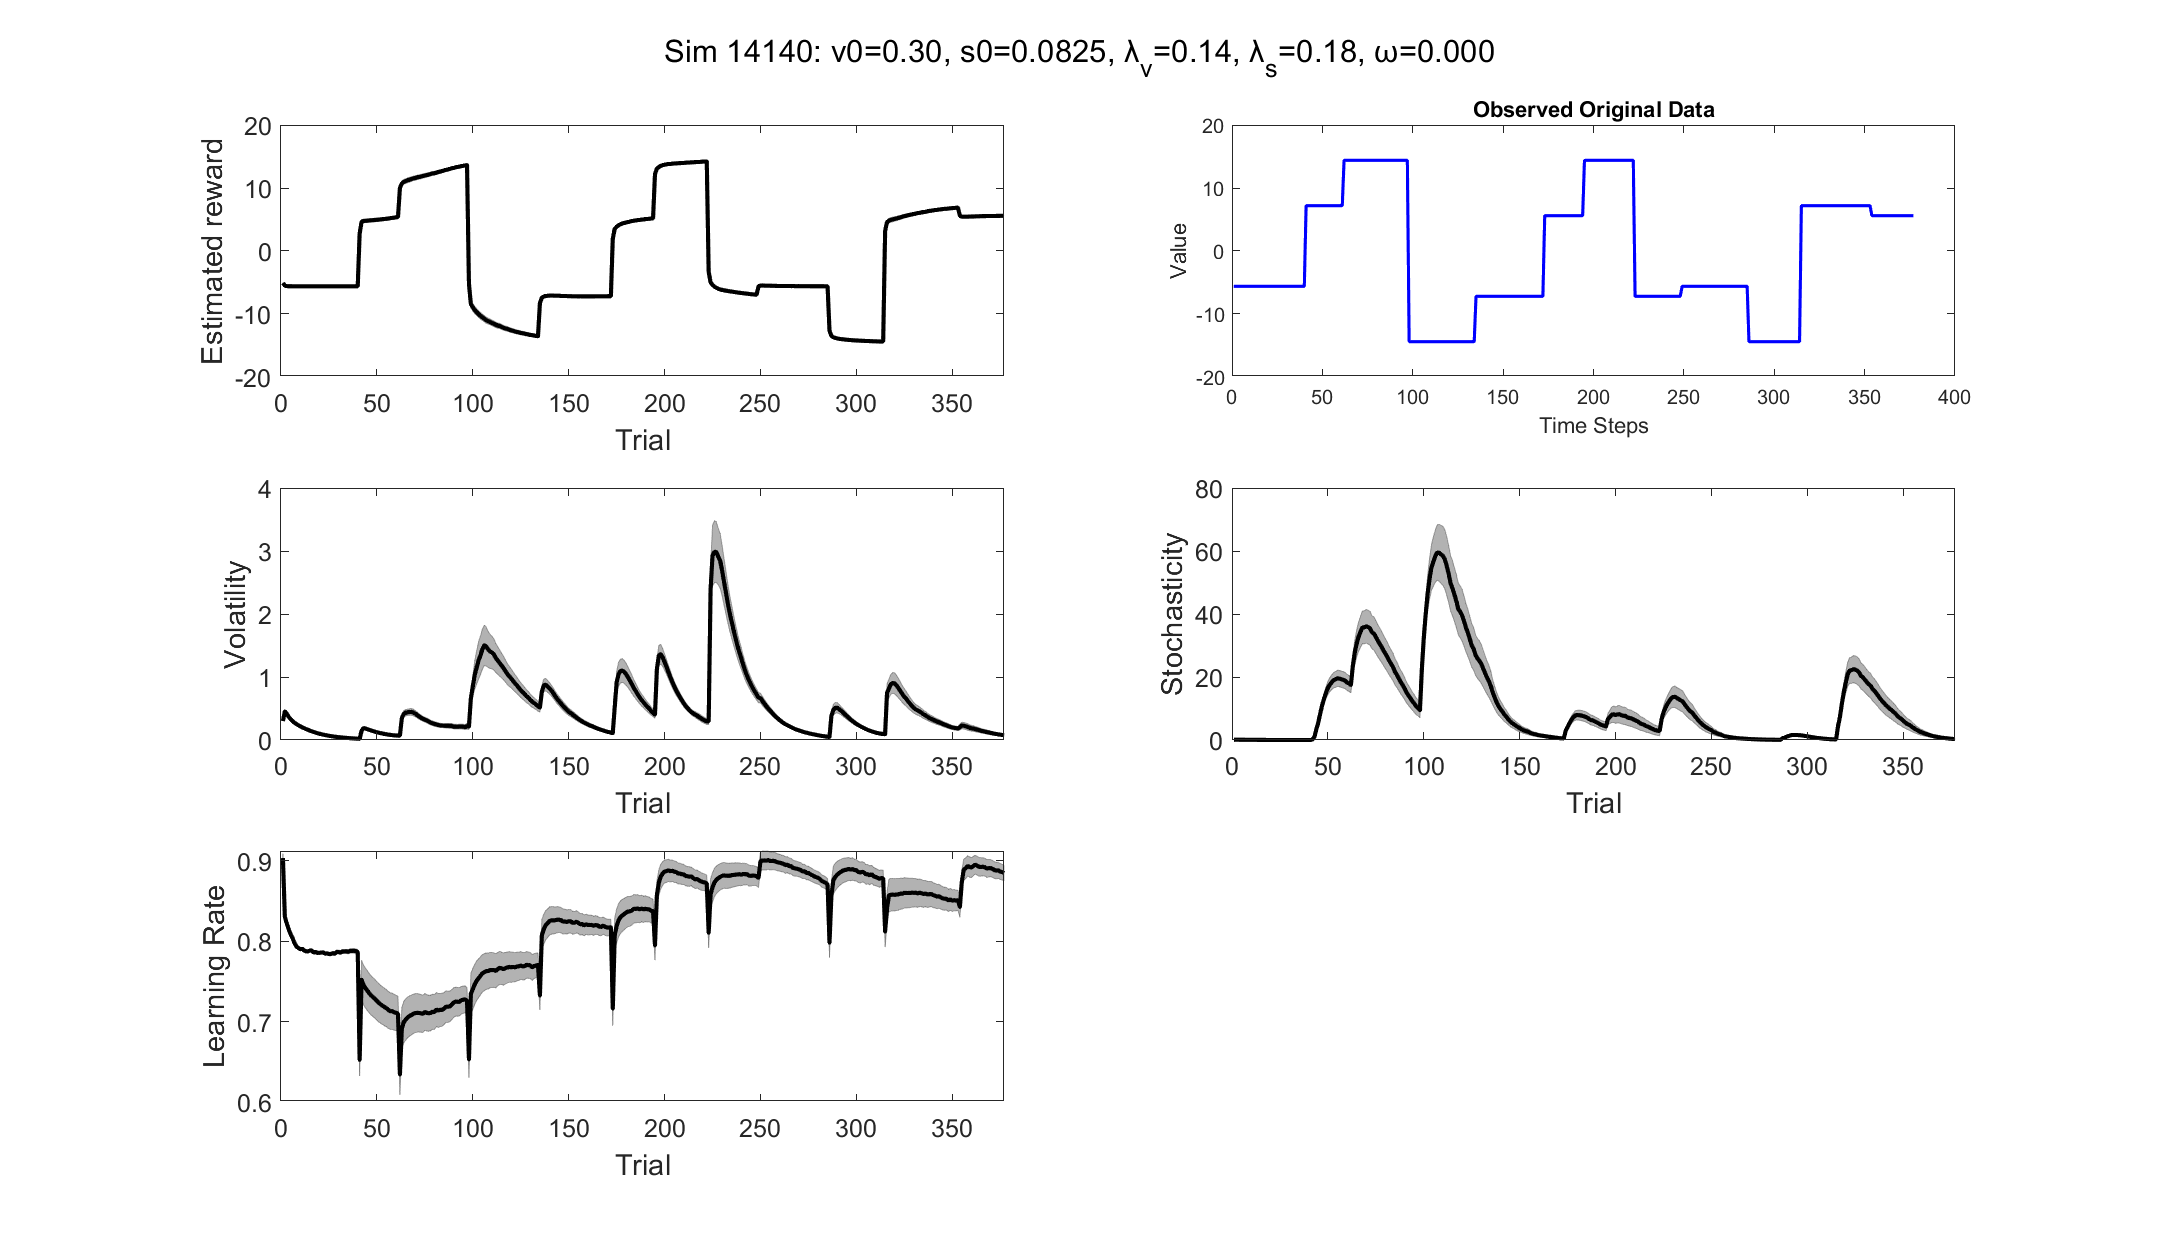 Sim 14140: v0=0.30, s0=0.0825, λ_v=0.14, λ_s=0.18, ω=0.000
Estimated reward
20
10
0
-10
-20
0 50 100 150 200 250 300 350
Trial
Observed Original Data
Value
20
10
0
-10
-20
0 50 100 150 200 250 300 350 400
Time Steps
Volatility
4
3
2
1
0
0 50 100 150 200 250 300 350
Trial
Stochasticity
80
60
40
20
0
0 50 100 150 200 250 300 350
Trial
Learning Rate
0.9
0.8
0.7
0.6
0 50 100 150 200 250 300 350
Trial